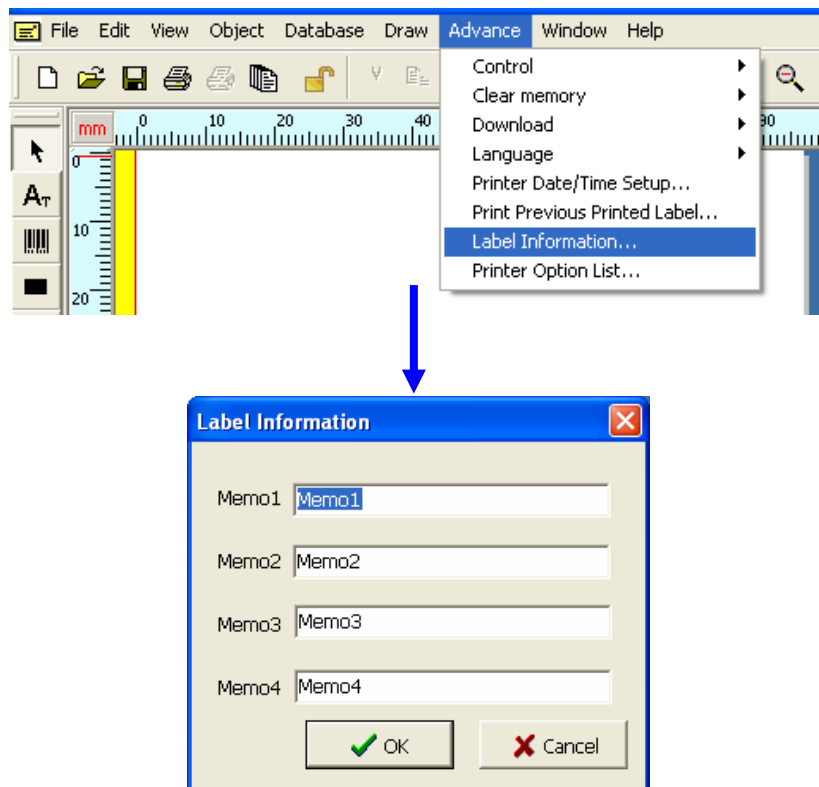 File Edit View Object Database Draw Advance Window Help
Control
Clear memory
Download
Language
Printer Date/Time Setup...
Print Previous Printed Label...
Label Information...
Printer Option List...
mm 0 10 20 30 40
A T
0
10
20
Label Information
Memo1 Memo1
Memo2 Memo2
Memo3 Memo3
Memo4 Memo4
OK Cancel